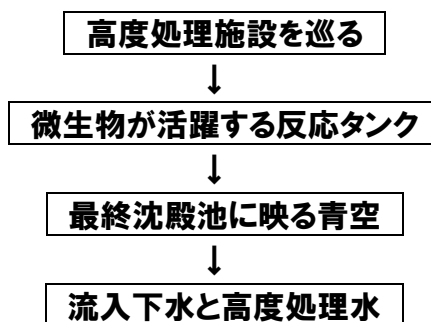 高度処理施設を巡る
↓
微生物が活躍する反応タンク
↓
最終沈殿池に映る青空
↓
流入下水と高度処理水